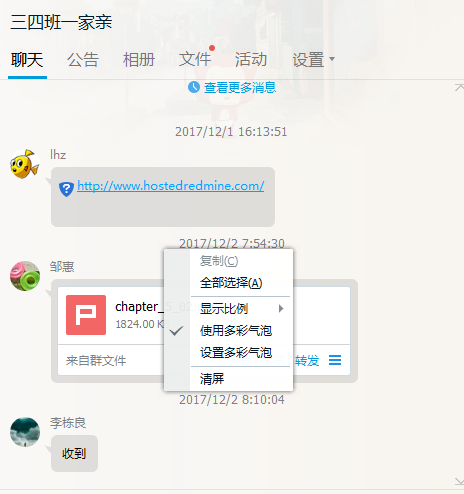 三四班一家亲
聊天 公告 相册 文件 活动 设置
查看更多消息
2017/12/1 16:13:51
lhz
http://www.hostedredmine.com/
2017/12/2 7:54:30
邹惠
复制(C)
全部选择(A)
显示比例
使用多彩气泡
设置多彩气泡
清屏
chapter_
1824.00 K
来自群文件
转发
2017/12/2 8:10:04
李栋良
收到